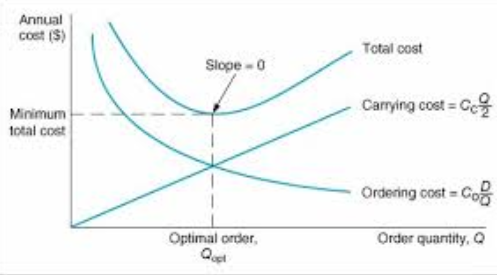 Annual
cost ($)
Total cost
Slope = 0
Carrying cost = C_c Q/2
Minimum
total cost
Ordering cost = C_o D/Q
Optimal order,
Q_opt
Order quantity, Q